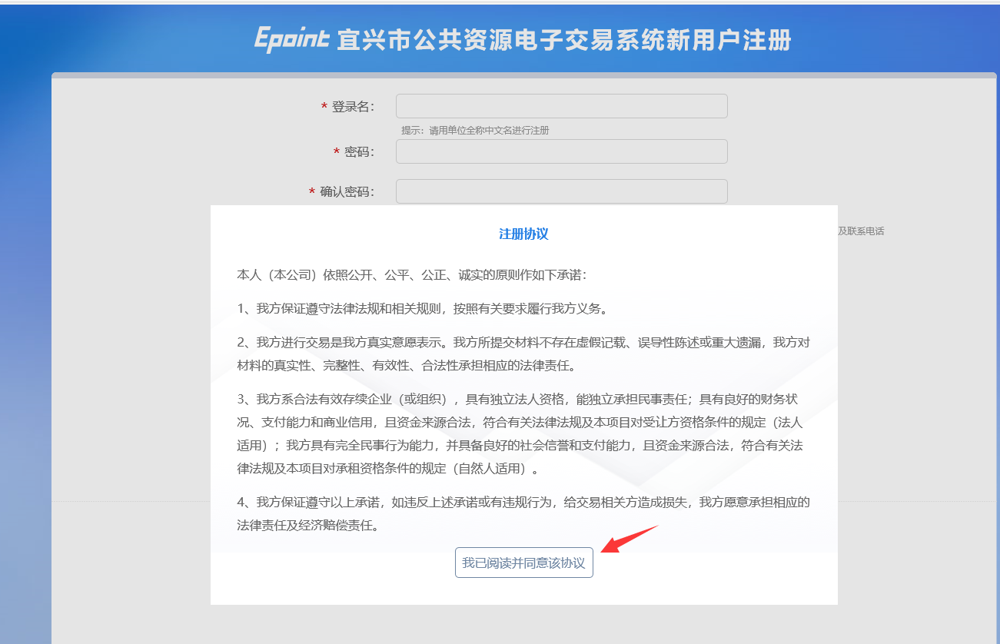 Epoint 宜兴市公共资源电子交易系统新用户注册
* 登录名：
提示：请用单位全称中文名进行注册
* 密码：
* 确认密码：
及联系电话
注册协议
本人（本公司）依照公开、公平、公正、诚实的原则作如下承诺：
1、我方保证遵守法律法规和相关规则，按照有关要求履行我方义务。
2、我方进行交易是我方真实意愿表示。我方所提交材料不存在虚假记载、误导性陈述或重大遗漏，我方对
材料的真实性、完整性、有效性、合法性承担相应的法律责任。
3、我方系合法有效存续企业（或组织），具有独立法人资格，能独立承担民事责任；具有良好的财务状
况、支付能力和商业信用，且资金来源合法，符合有关法律法规及本项目对受让方资格条件的规定（法人
适用）；我方具有完全民事行为能力，并具备良好的社会信誉和支付能力，且资金来源合法，符合有关法
律法规及本项目对承租资格条件的规定（自然人适用）。
4、我方保证遵守以上承诺，如违反上述承诺或有违规行为，给交易相关方造成损失，我方愿意承担相应的
法律责任及经济赔偿责任。
我已阅读并同意该协议